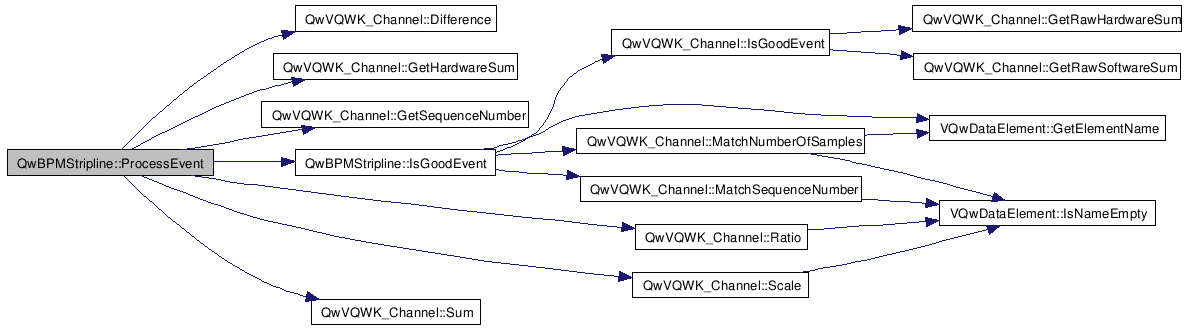 QwBPMStripline::ProcessEvent
QwVQWK_Channel::Difference
QwVQWK_Channel::GetHardwareSum
QwVQWK_Channel::GetSequenceNumber
QwBPMStripline::IsGoodEvent
QwVQWK_Channel::Sum
QwVQWK_Channel::IsGoodEvent
QwVQWK_Channel::MatchNumberOfSamples
QwVQWK_Channel::MatchSequenceNumber
QwVQWK_Channel::Ratio
QwVQWK_Channel::Scale
QwVQWK_Channel::GetRawHardwareSum
QwVQWK_Channel::GetRawSoftwareSum
VQwDataElement::GetElementName
VQwDataElement::IsNameEmpty